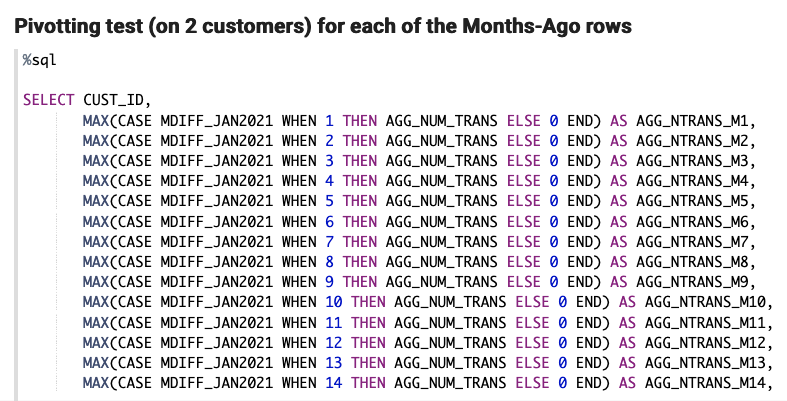 Pivotting test (on 2 customers) for each of the Months-Ago rows
%sql
SELECT CUST_ID,
MAX(CASE MDIFF_JAN2021 WHEN 1 THEN AGG_NUM_TRANS ELSE 0 END) AS AGG_NTRANS_M1,
MAX(CASE MDIFF_JAN2021 WHEN 2 THEN AGG_NUM_TRANS ELSE 0 END) AS AGG_NTRANS_M2,
MAX(CASE MDIFF_JAN2021 WHEN 3 THEN AGG_NUM_TRANS ELSE 0 END) AS AGG_NTRANS_M3,
MAX(CASE MDIFF_JAN2021 WHEN 4 THEN AGG_NUM_TRANS ELSE 0 END) AS AGG_NTRANS_M4,
MAX(CASE MDIFF_JAN2021 WHEN 5 THEN AGG_NUM_TRANS ELSE 0 END) AS AGG_NTRANS_M5,
MAX(CASE MDIFF_JAN2021 WHEN 6 THEN AGG_NUM_TRANS ELSE 0 END) AS AGG_NTRANS_M6,
MAX(CASE MDIFF_JAN2021 WHEN 7 THEN AGG_NUM_TRANS ELSE 0 END) AS AGG_NTRANS_M7,
MAX(CASE MDIFF_JAN2021 WHEN 8 THEN AGG_NUM_TRANS ELSE 0 END) AS AGG_NTRANS_M8,
MAX(CASE MDIFF_JAN2021 WHEN 9 THEN AGG_NUM_TRANS ELSE 0 END) AS AGG_NTRANS_M9,
MAX(CASE MDIFF_JAN2021 WHEN 10 THEN AGG_NUM_TRANS ELSE 0 END) AS AGG_NTRANS_M10,
MAX(CASE MDIFF_JAN2021 WHEN 11 THEN AGG_NUM_TRANS ELSE 0 END) AS AGG_NTRANS_M11,
MAX(CASE MDIFF_JAN2021 WHEN 12 THEN AGG_NUM_TRANS ELSE 0 END) AS AGG_NTRANS_M12,
MAX(CASE MDIFF_JAN2021 WHEN 13 THEN AGG_NUM_TRANS ELSE 0 END) AS AGG_NTRANS_M13,
MAX(CASE MDIFF_JAN2021 WHEN 14 THEN AGG_NUM_TRANS ELSE 0 END) AS AGG_NTRANS_M14,